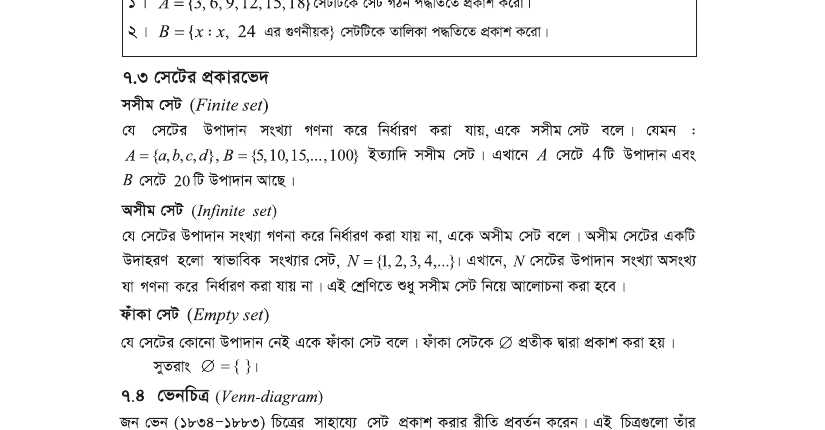 ১ । A = {3, 6, 9, 12, 15, 18} সেটটিকে সেট গঠন পদ্ধতিতে প্রকাশ করো।
২ । B = {x : x, 24 এর গুণনীয়ক} সেটটিকে তালিকা পদ্ধতিতে প্রকাশ করো।
৭.৩ সেটের প্রকারভেদ
সসীম সেট (Finite set)
যে সেটের উপাদান সংখ্যা গণনা করে নির্ধারণ করা যায়, একে সসীম সেট বলে । যেমন :
A = {a, b, c, d}, B = {5, 10, 15,..., 100} ইত্যাদি সসীম সেট । এখানে A সেটে 4টি উপাদান এবং
B সেটে 20টি উপাদান আছে ।
অসীম সেট (Infinite set)
যে সেটের উপাদান সংখ্যা গণনা করে নির্ধারণ করা যায় না, একে অসীম সেট বলে । অসীম সেটের একটি
উদাহরণ হলো স্বাভাবিক সংখ্যার সেট, N = {1, 2, 3, 4,...}। এখানে, N সেটের উপাদান সংখ্যা অসংখ্য
যা গণনা করে নির্ধারণ করা যায় না । এই শ্রেণিতে শুধু সসীম সেট নিয়ে আলোচনা করা হবে ।
ফাঁকা সেট (Empty set)
যে সেটের কোনো উপাদান নেই একে ফাঁকা সেট বলে । ফাঁকা সেটকে ∅ প্রতীক দ্বারা প্রকাশ করা হয় ।
সুতরাং ∅ = { }।
৭.৪ ভেনচিত্র (Venn-diagram)
জন ভেন (১৮৩৪-১৮৮৩) চিত্রের সাহায্যে সেট প্রকাশ করার রীতি প্রবর্তন করেন । এই চিত্রগুলো তাঁর